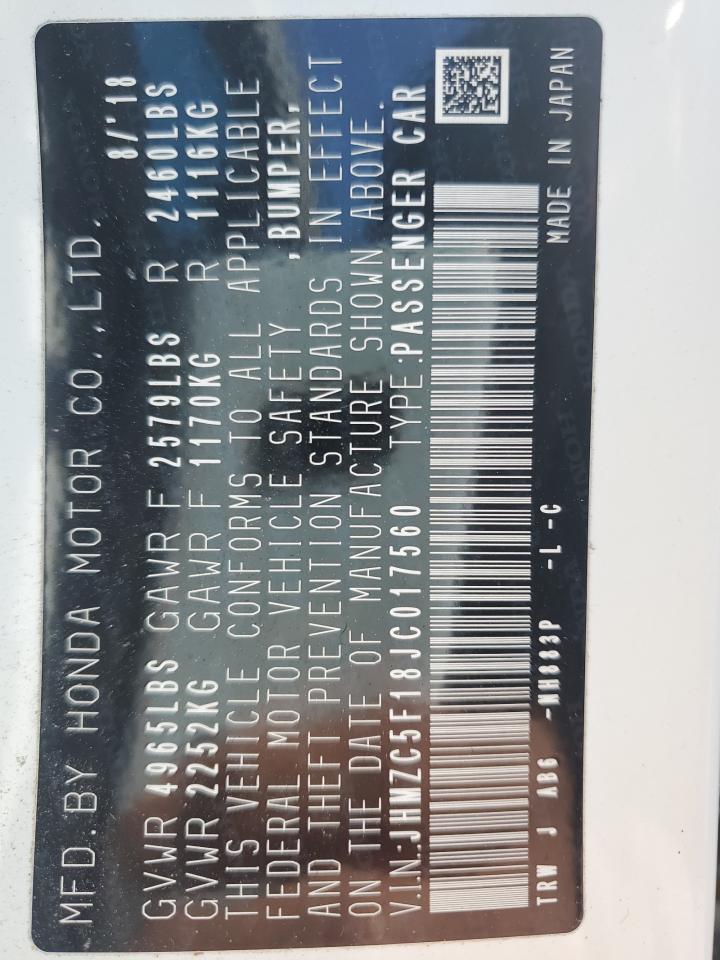 MFD. BY HONDA MOTOR CO., LTD. 8/'18
GVWR 4965LBS GAWR F 2579LBS R 2460LBS
GVWR 2252KG GAWR F 1170KG R 1116KG
THIS VEHICLE CONFORMS TO ALL APPLICABLE
FEDERAL MOTOR VEHICLE SAFETY ,BUMPER,
AND THEFT PREVENTION STANDARDS IN EFFECT
ON THE DATE OF MANUFACTURE SHOWN ABOVE.
V.I.N:JHMZC5F18JC017560 TYPE:PASSENGER CAR
TRW J AB6 -NH883P -L -C MADE IN JAPAN